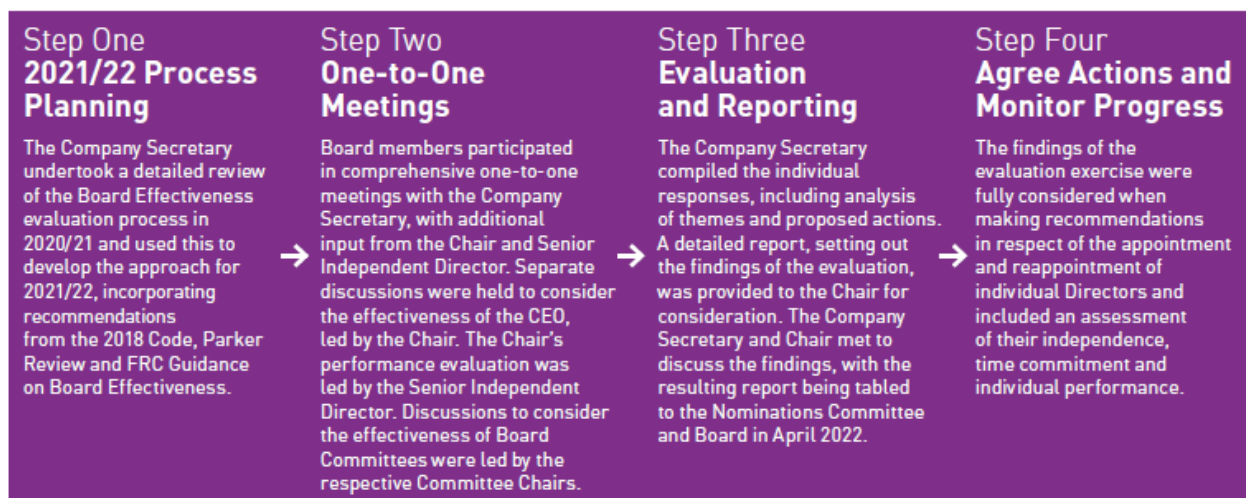 Step One
2021/22 Process
Planning
The Company Secretary
undertook a detailed review
of the Board Effectiveness
evaluation process in
2020/21 and used this to
develop the approach for
2021/22, incorporating
recommendations
from the 2018 Code, Parker
Review and FRC Guidance
on Board Effectiveness.
Step Two
One-to-One
Meetings
Board members participated
in comprehensive one-to-one
meetings with the Company
Secretary, with additional
input from the Chair and Senior
Independent Director. Separate
discussions were held to consider
the effectiveness of the CEO,
led by the Chair. The Chair's
performance evaluation was
led by the Senior Independent
Director. Discussions to consider
the effectiveness of Board
Committees were led by the
respective Committee Chairs.
Step Three
Evaluation
and Reporting
The Company Secretary
compiled the individual
responses, including analysis
of themes and proposed actions.
A detailed report, setting out
the findings of the evaluation,
was provided to the Chair for
consideration. The Company
Secretary and Chair met to
discuss the findings, with the
resulting report being tabled
to the Nominations Committee
and Board in April 2022.
Step Four
Agree Actions and
Monitor Progress
The findings of the
evaluation exercise were
fully considered when
making recommendations
in respect of the appointment
and reappointment of
individual Directors and
included an assessment
of their independence,
time commitment and
individual performance.